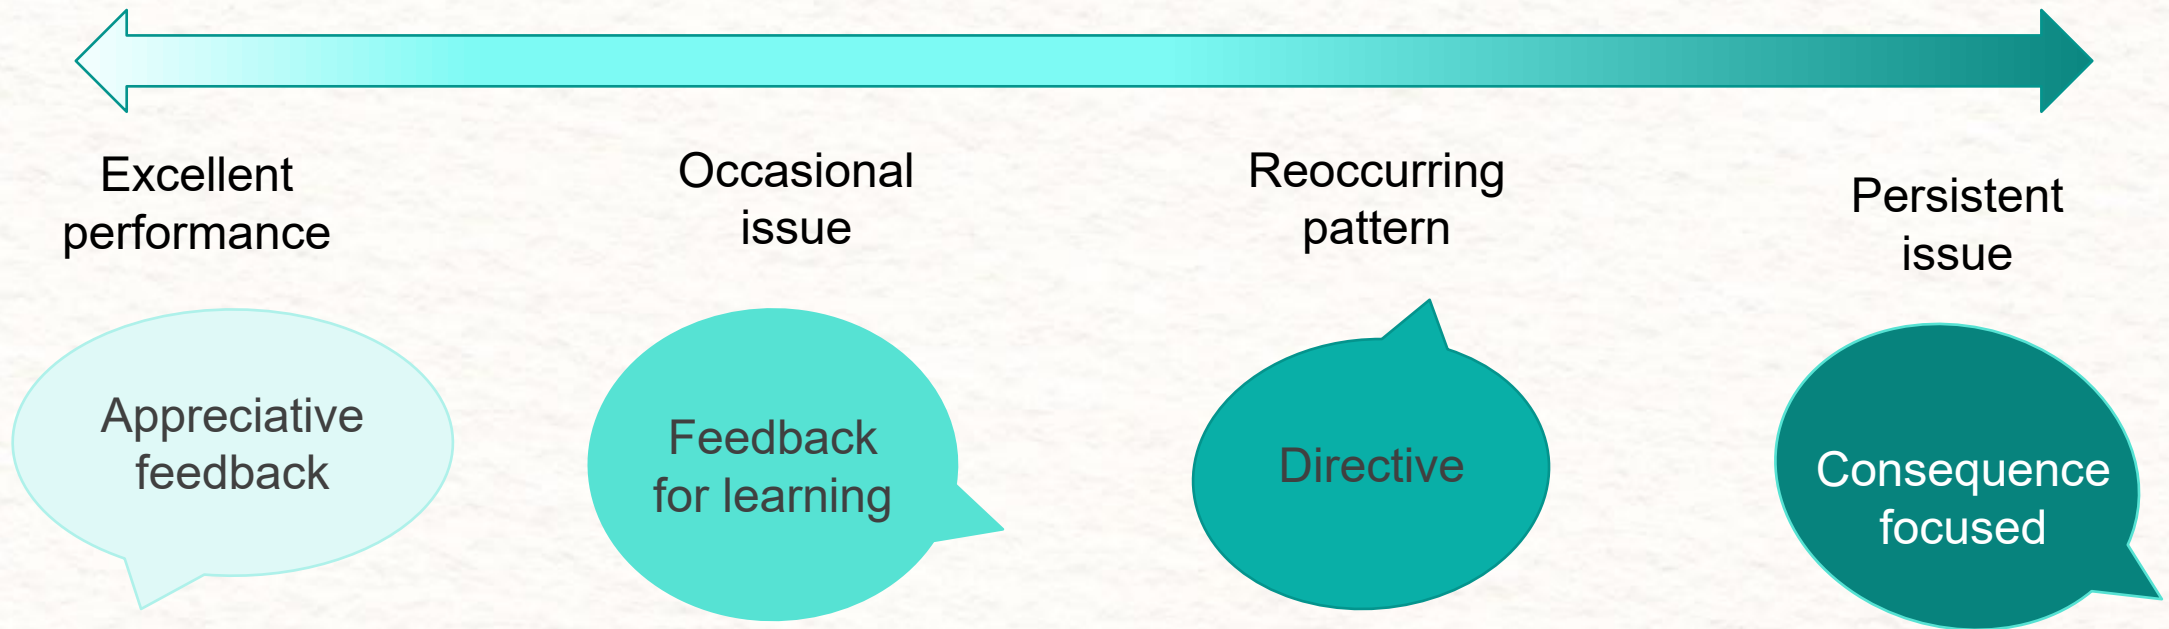 Excellent
performance
Occasional
issue
Reoccurring
pattern
Persistent
issue
Appreciative
feedback
Feedback
for learning
Directive
Consequence
focused